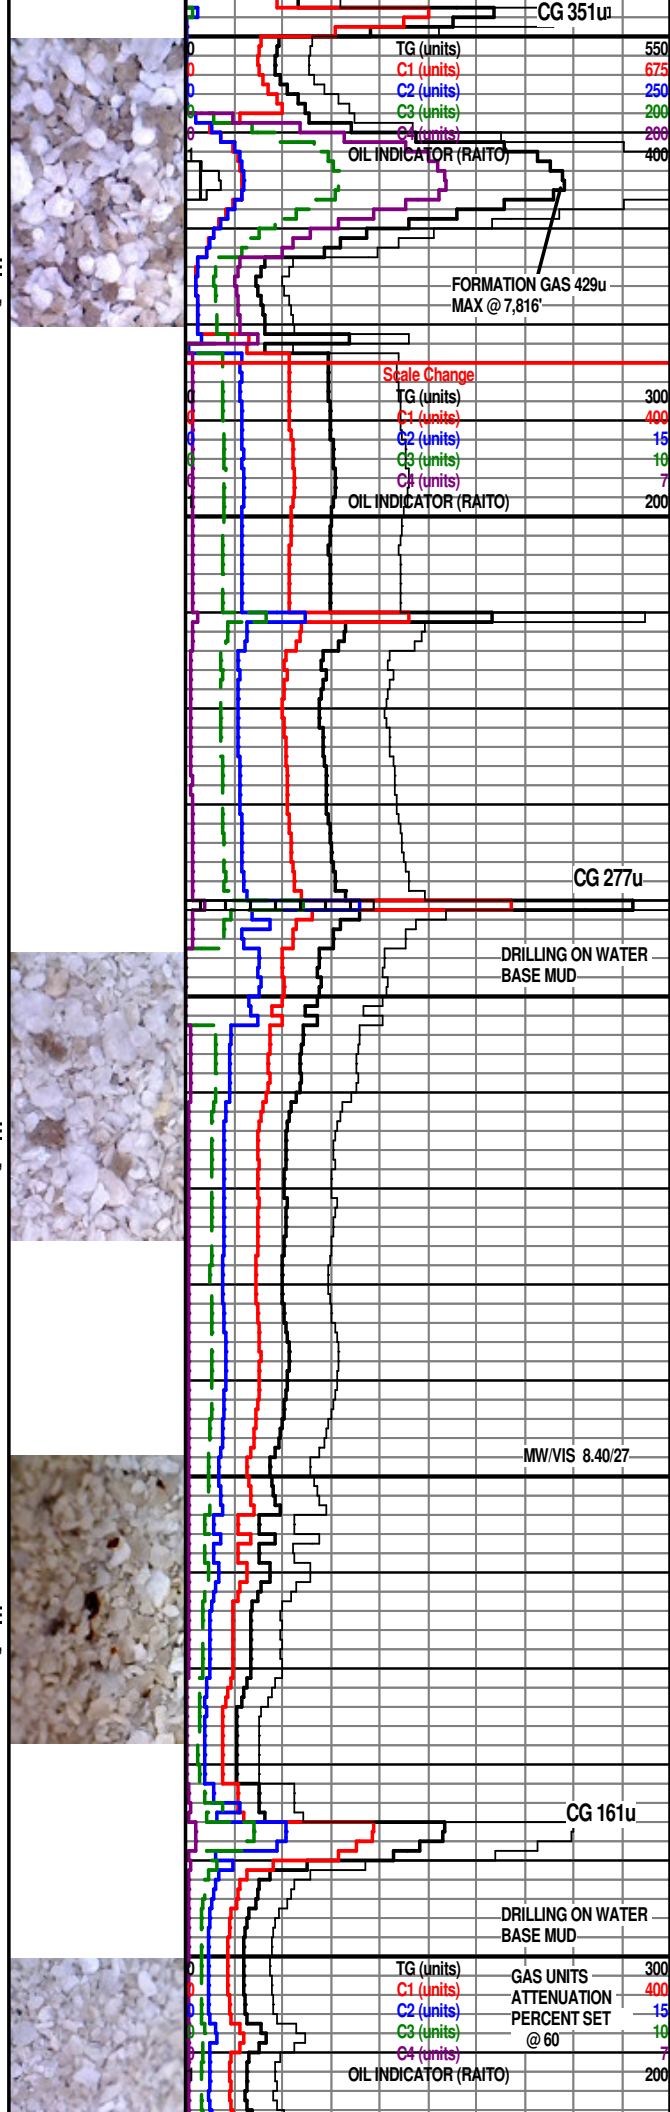 CG 351u
0 TG (units) 550
0 C1 (units) 675
0 C2 (units) 250
0 C3 (units) 200
0 C4 (units) 200
1 OIL INDICATOR (RAITO) 400
FORMATION GAS 429u
MAX @ 7,816'
Scale Change
0 TG (units) 300
0 C1 (units) 400
0 C2 (units) 15
0 C3 (units) 10
0 C4 (units) 7
OIL INDICATOR (RAITO) 200
CG 277u
DRILLING ON WATER
BASE MUD
MW/VIS 8.40/27
CG 161u
DRILLING ON WATER
BASE MUD
0 TG (units) 300
0 C1 (units) 400
0 C2 (units) 15
0 C3 (units) 10
0 C4 (units) 7
1 OIL INDICATOR (RAITO) 200
GAS UNITS
ATTENUATION
PERCENT SET
@ 60